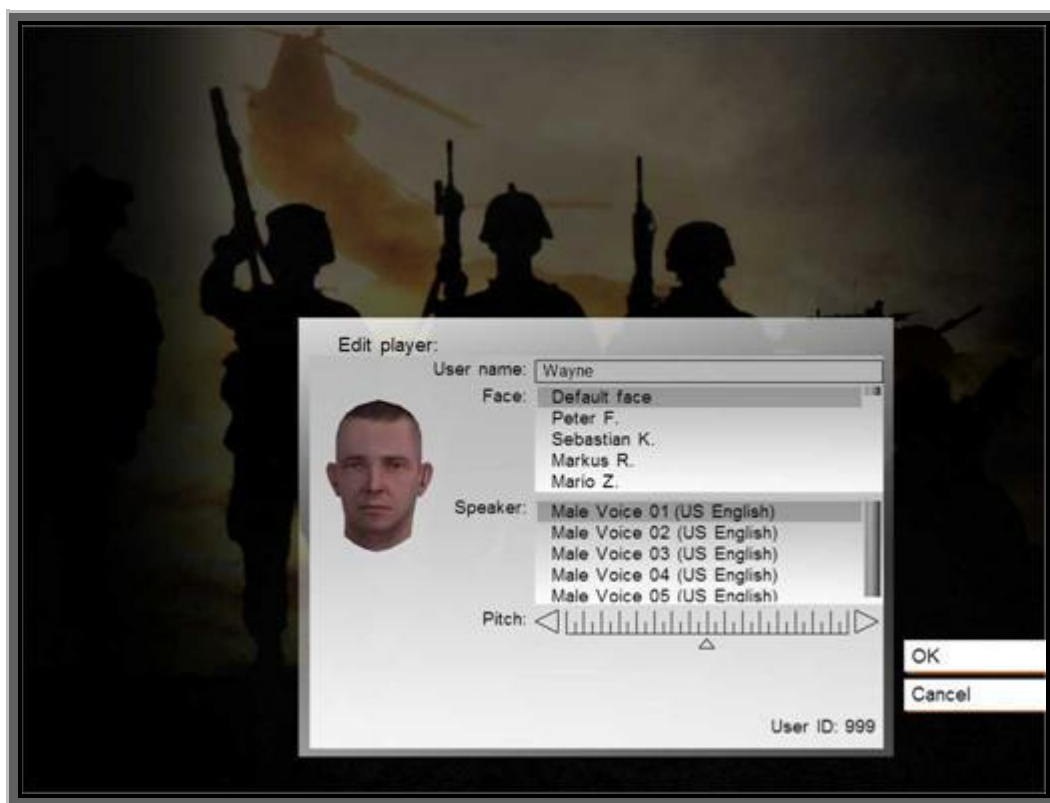 Edit player:
User name: Wayne
Face: Default face
Peter F.
Sebastian K.
Markus R.
Mario Z.
Speaker: Male Voice 01 (US English)
Male Voice 02 (US English)
Male Voice 03 (US English)
Male Voice 04 (US English)
Male Voice 05 (US English)
Pitch:
OK
Cancel
User ID: 999